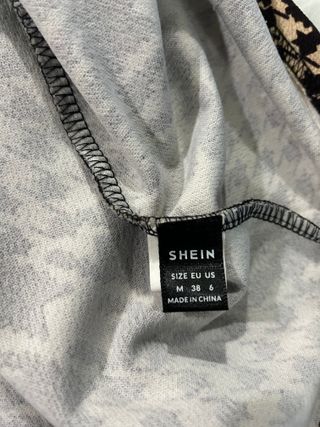 SHEIN
SIZE EU US
M 38 6
MADE IN CHINA